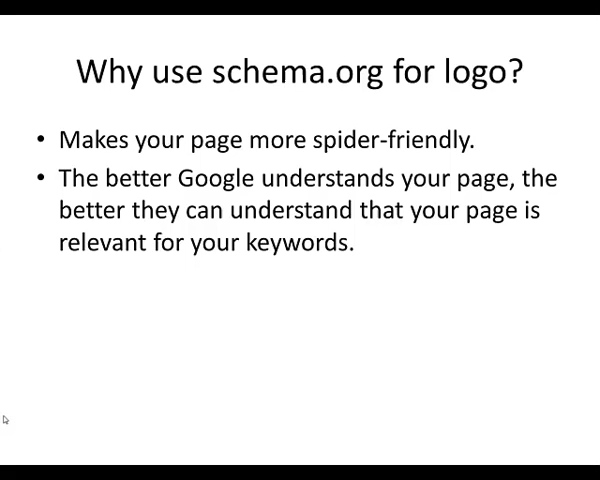 Why use schema.org for logo?
• Makes your page more spider-friendly.
• The better Google understands your page, the
better they can understand that your page is
relevant for your keywords.